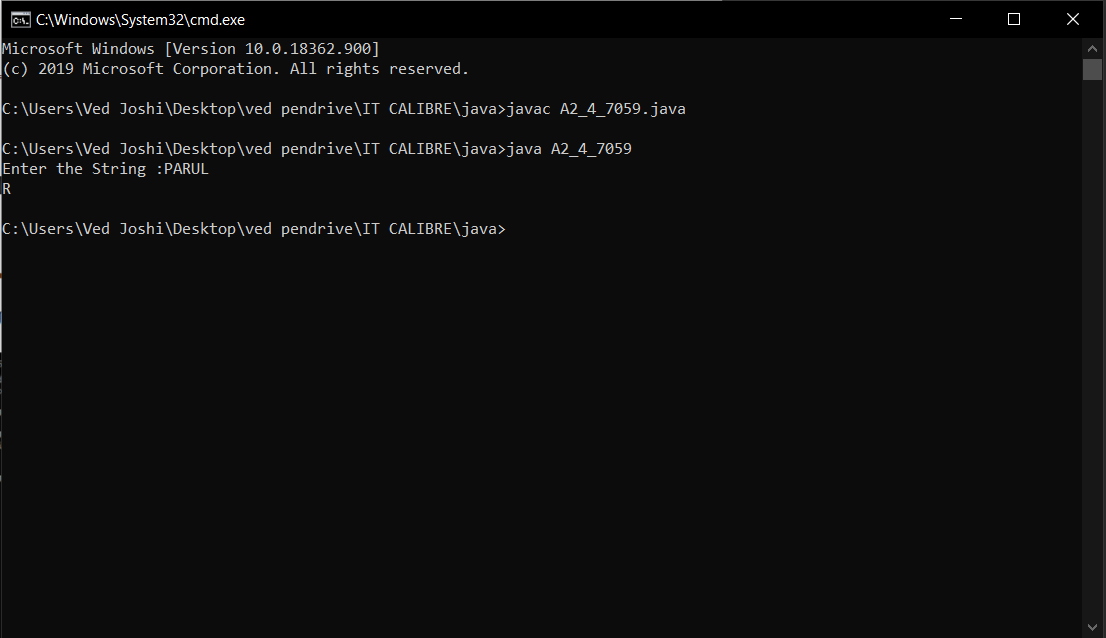 C:\Windows\System32\cmd.exe
Microsoft Windows [Version 10.0.18362.900]
(c) 2019 Microsoft Corporation. All rights reserved.
C:\Users\Ved Joshi\Desktop\ved pendrive\IT CALIBRE\java>javac A2_4_7059.java
C:\Users\Ved Joshi\Desktop\ved pendrive\IT CALIBRE\java>java A2_4_7059
Enter the String :PARUL
R
C:\Users\Ved Joshi\Desktop\ved pendrive\IT CALIBRE\java>